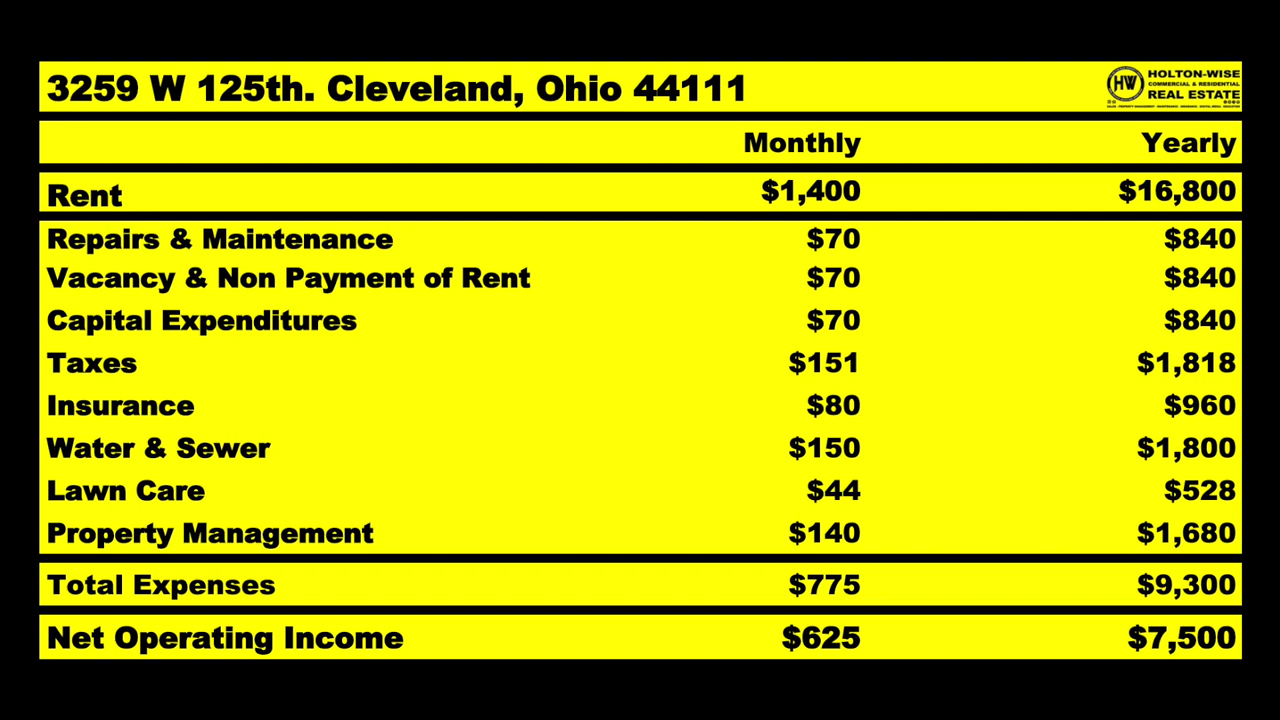 3259 W 125th. Cleveland, Ohio 44111
HW
HOLTON-WISE
COMMERCIAL & RESIDENTIAL
REAL ESTATE
Monthly Yearly
Rent $1,400 $16,800
Repairs & Maintenance $70 $840
Vacancy & Non Payment of Rent $70 $840
Capital Expenditures $70 $840
Taxes $151 $1,818
Insurance $80 $960
Water & Sewer $150 $1,800
Lawn Care $44 $528
Property Management $140 $1,680
Total Expenses $775 $9,300
Net Operating Income $625 $7,500